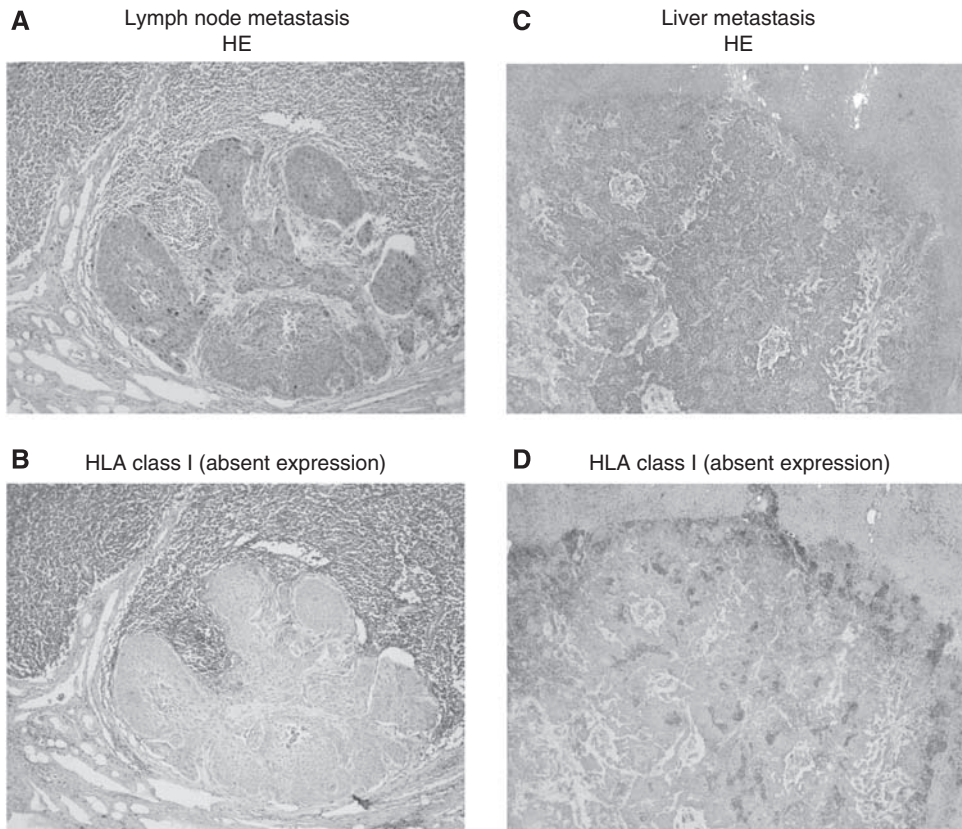 A
Lymph node metastasis
HE
C
Liver metastasis
HE
B
HLA class I (absent expression)
D
HLA class I (absent expression)